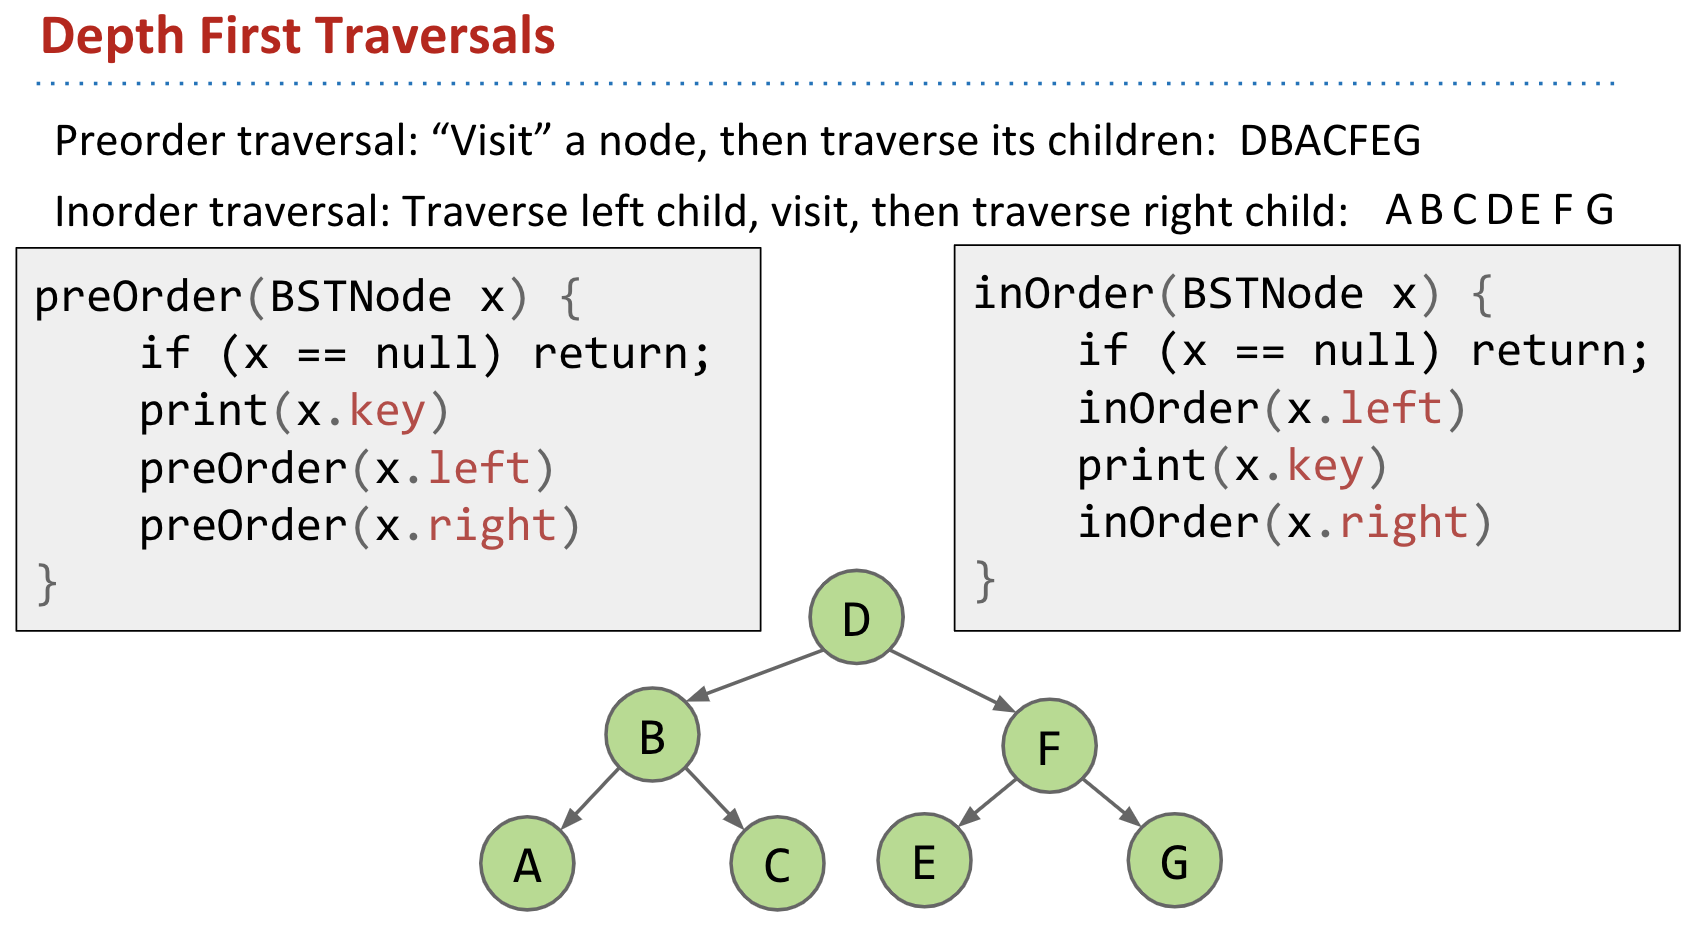 Depth First Traversals
Preorder traversal: “Visit” a node, then traverse its children: DBACFEG
Inorder traversal: Traverse left child, visit, then traverse right child: A B C D E F G
preOrder(BSTNode x) {
    if (x == null) return;
    print(x.key)
    preOrder(x.left)
    preOrder(x.right)
}
inOrder(BSTNode x) {
    if (x == null) return;
    inOrder(x.left)
    print(x.key)
    inOrder(x.right)
}
D
B
F
A
C
E
G